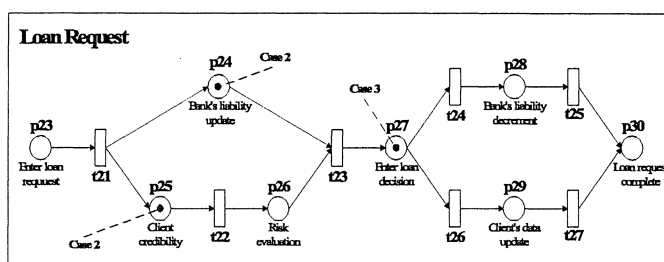 Loan Request
p24
Case 2
Bank's liability
update
p23
Enter loan
requuest
t21
p25
Client
credibility
Case 2
t22
p26
Risk
evaluation
t23
Case 3
p27
Enter loan
decision
t24
p28
Bank's liability
decrement
t25
t26
p29
Client's data
update
t27
p30
Loan reques
complete